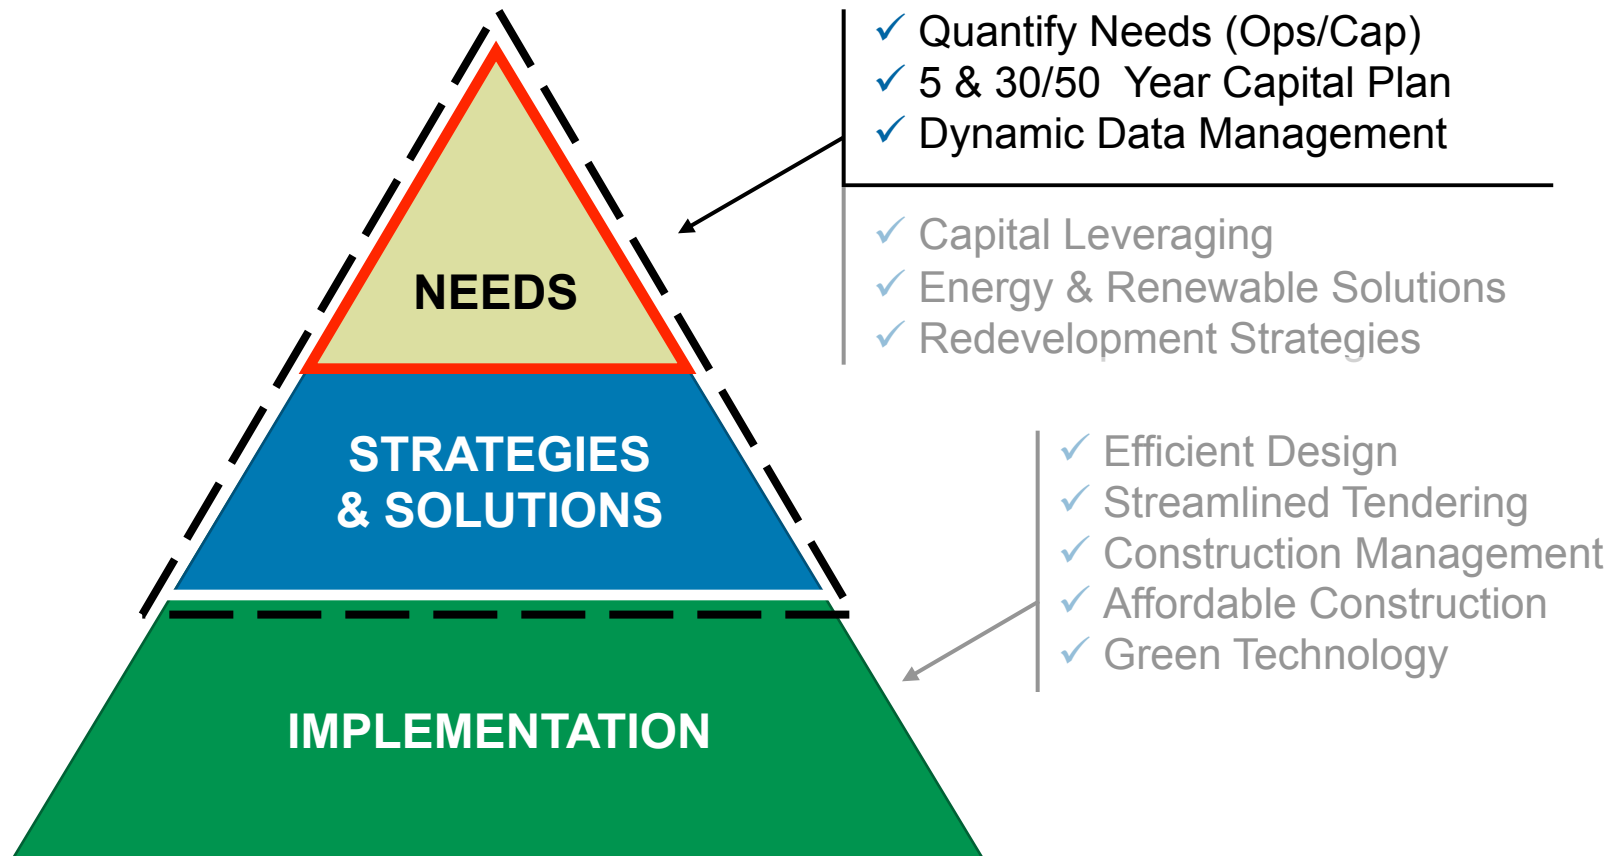 NEEDS
STRATEGIES
& SOLUTIONS
IMPLEMENTATION
✓ Quantify Needs (Ops/Cap)
✓ 5 & 30/50 Year Capital Plan
✓ Dynamic Data Management
✓ Capital Leveraging
✓ Energy & Renewable Solutions
✓ Redevelopment Strategies
✓ Efficient Design
✓ Streamlined Tendering
✓ Construction Management
✓ Affordable Construction
✓ Green Technology